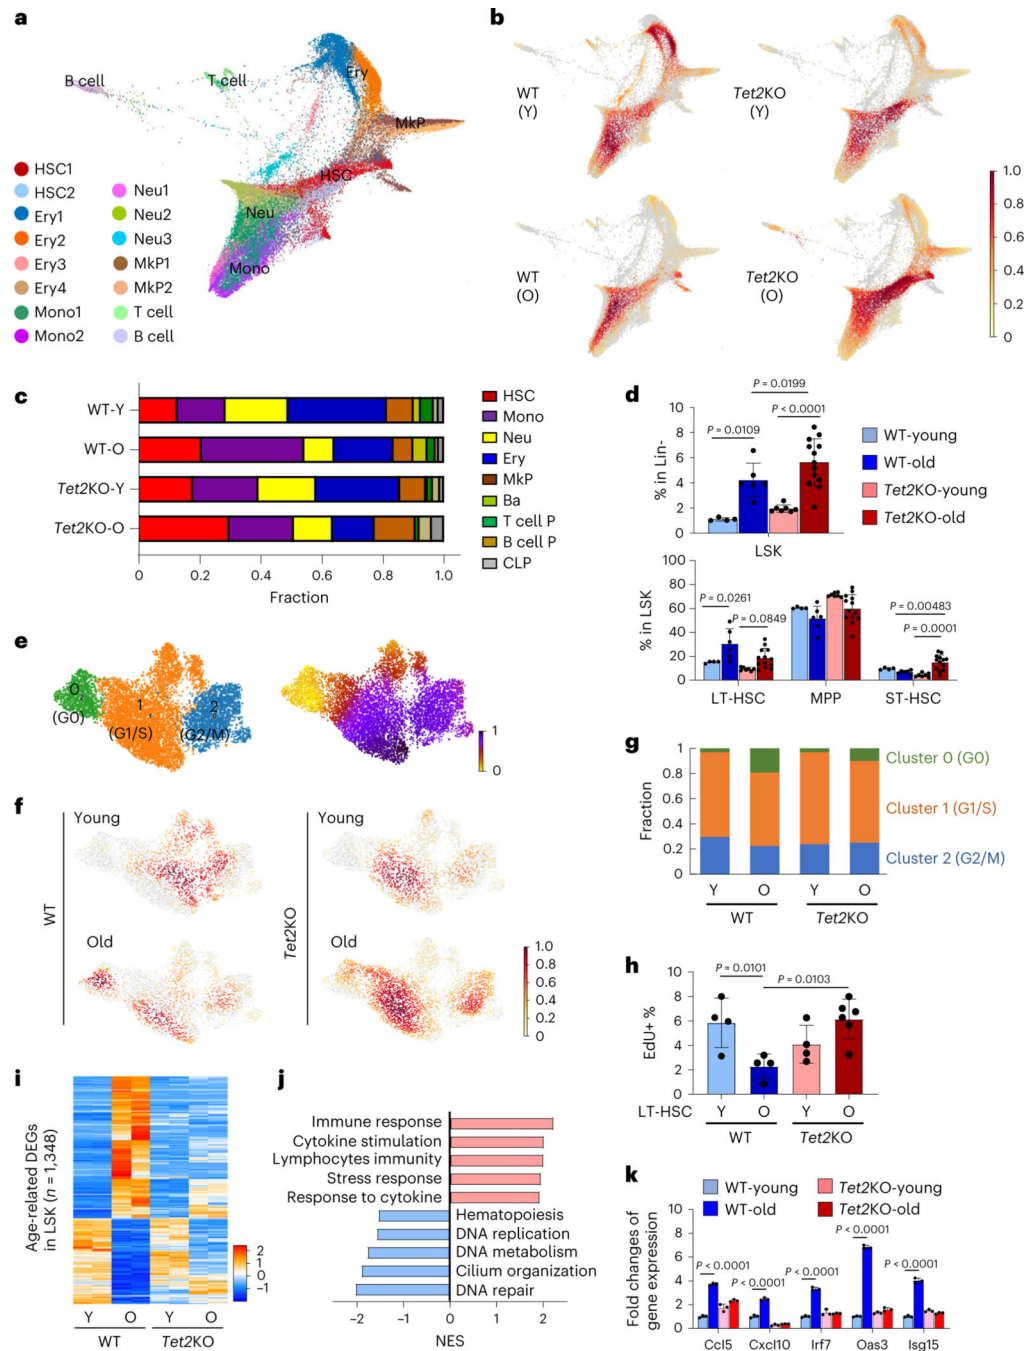 a
B cell
T cell
Ery
MkP
HSC
Neu
Mono
HSC1
HSC2
Ery1
Ery2
Ery3
Ery4
Mono1
Mono2
Neu1
Neu2
Neu3
MkP1
MkP2
T cell
B cell
b
WT
(Y)
Tet2KO
(Y)
WT
(O)
Tet2KO
(O)
1.0
0.8
0.6
0.4
0.2
0
c
WT-Y
WT-O
Tet2KO-Y
Tet2KO-O
0 0.2 0.4 0.6 0.8 1.0
Fraction
HSC
Mono
Neu
Ery
MkP
Ba
T cell P
B cell P
CLP
d
P = 0.0199
P = 0.0109
P < 0.0001
10
8
6
4
2
0
% in Lin-
LSK
WT-young
WT-old
Tet2KO-young
Tet2KO-old
100
80
60
40
20
0
% in LSK
P = 0.0261
P = 0.0849
P = 0.00483
P = 0.0001
LT-HSC MPP ST-HSC
e
0
(G0)
1
(G1/S)
2
(G2/M)
1
0
f
WT
Young
Old
Tet2KO
Young
Old
1.0
0.8
0.6
0.4
0.2
0
g
1
0.8
0.6
0.4
0.2
0
Fraction
Cluster 0 (G0)
Cluster 1 (G1/S)
Cluster 2 (G2/M)
Y O Y O
WT Tet2KO
h
P = 0.0101
P = 0.0103
10
8
6
4
2
0
EdU+ %
LT-HSC Y O Y O
WT Tet2KO
i
Age-related DEGs
in LSK (n = 1,348)
2
1
0
−1
Y O Y O
WT Tet2KO
j
Immune response
Cytokine stimulation
Lymphocytes immunity
Stress response
Response to cytokine
Hematopoiesis
DNA replication
DNA metabolism
Cilium organization
DNA repair
−2 −1 0 1 2
NES
k
WT-young
WT-old
Tet2KO-young
Tet2KO-old
10
8
6
4
2
0
Fold changes of
gene expression
P < 0.0001
P < 0.0001
P < 0.0001
P < 0.0001
P < 0.0001
Ccl5 Cxcl10 Irf7 Oas3 Isg15